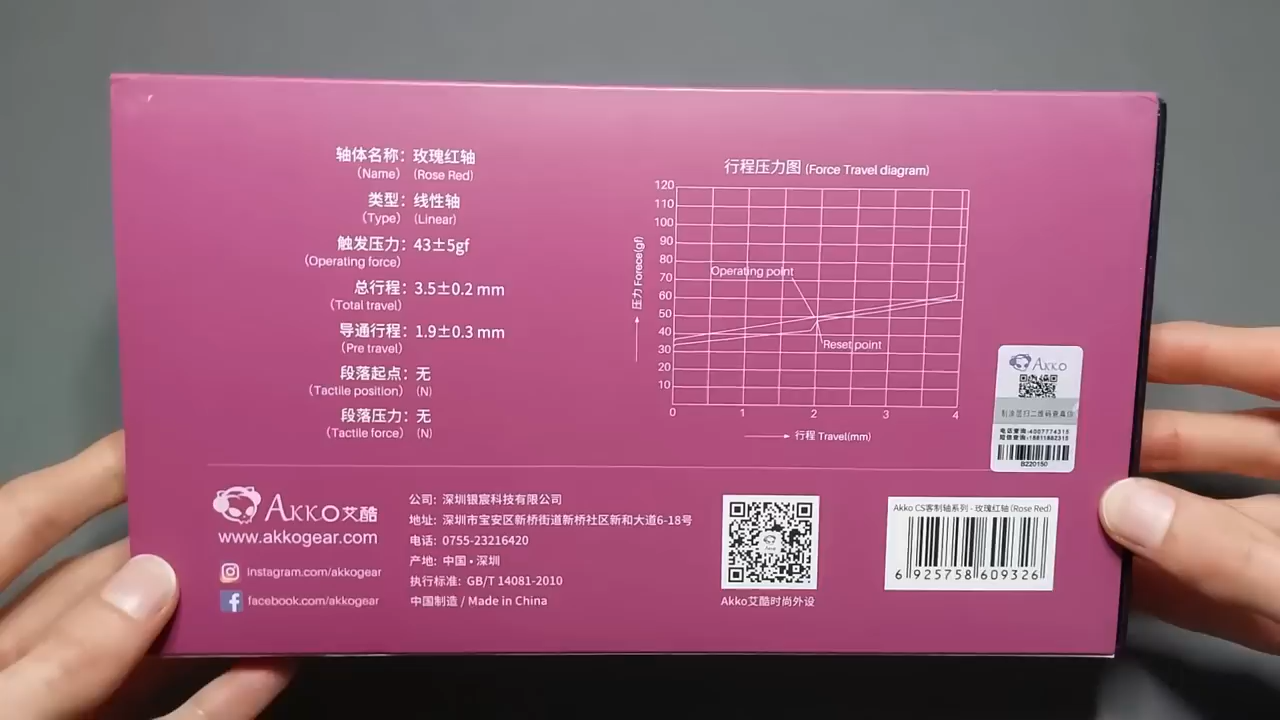 轴体名称：玫瑰红轴
(Name) (Rose Red)
类型：线性轴
(Type) (Linear)
触发压力：43±5gf
(Operating force)
总行程：3.5±0.2 mm
(Total travel)
导通行程：1.9±0.3 mm
(Pre travel)
段落起点：无
(Tactile position) (N)
段落压力：无
(Tactile force) (N)
行程压力图 (Force Travel diagram)
120
110
100
90
80
70
60
50
40
30
20
10
0 1 2 3 4
压力 Forece(gf)
Operating point
Reset point
行程 Travel(mm)
AKKO
电话查询:4007774315
B220150
AKKO艾酷
www.akkogear.com
Instagram.com/akkogear
facebook.com/akkogear
公司: 深圳银宸科技有限公司
地址: 深圳市宝安区新桥街道新桥社区新和大道6-18号
电话: 0755-23216420
产地: 中国•深圳
执行标准: GB/T 14081-2010
中国制造 / Made in China
Akko艾酷时尚外设
Akko CS客制轴系列 - 玫瑰红轴 (Rose Red)
6 925758 609326